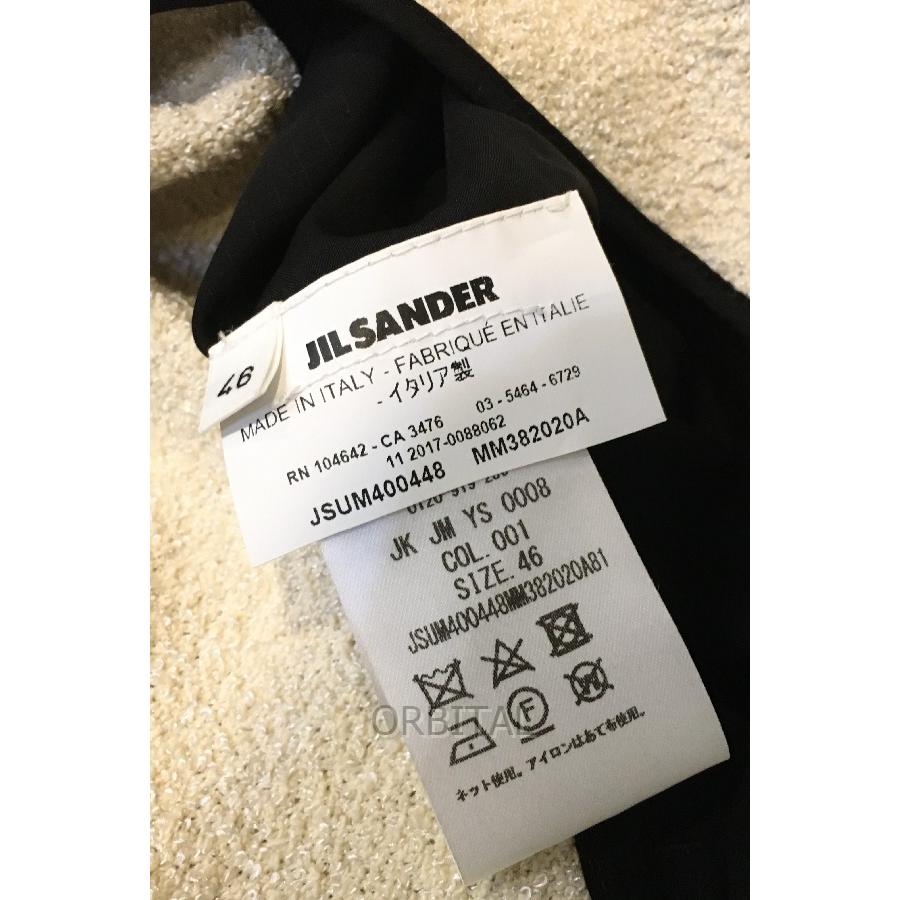 46
JIL SANDER
MADE IN ITALY - FABRIQUÉ EN ITALIE
- イタリア製
RN 104642 - CA 3476 03 - 5464 - 6729
11 2017-0088062
JSUM400448 MM382020A
JK JM YS 0008
COL. 001
SIZE. 46
JSUM400448MM382020A81
F
W
ORBITAL
ネット使用。アイロンはあて布使用。